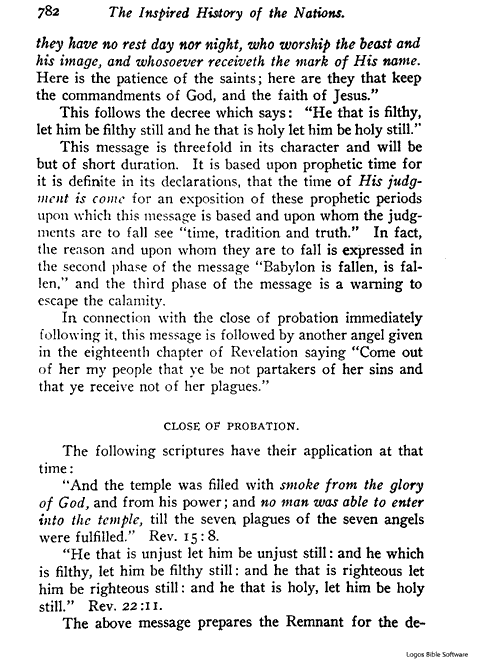 782 The Inspired History of the Nations.
they have no rest day nor night, who worship the beast and
his image, and whosoever receiveth the mark of His name.
Here is the patience of the saints; here are they that keep
the commandments of God, and the faith of Jesus.”
This follows the decree which says: “He that is filthy,
let him be filthy still and he that is holy let him be holy still.”
This message is threefold in its character and will be
but of short duration. It is based upon prophetic time for
it is definite in its declarations, that the time of His judg-
ment is come for an exposition of these prophetic periods
upon which this message is based and upon whom the judg-
ments are to fall see “time, tradition and truth.” In fact,
the reason and upon whom they are to fall is expressed in
the second phase of the message “Babylon is fallen, is fal-
len,” and the third phase of the message is a warning to
escape the calamity.
In connection with the close of probation immediately
following it, this message is followed by another angel given
in the eighteenth chapter of Revelation saying “Come out
of her my people that ye be not partakers of her sins and
that ye receive not of her plagues.”
CLOSE OF PROBATION.
The following scriptures have their application at that
time:
“And the temple was filled with smoke from the glory
of God, and from his power; and no man was able to enter
into the temple, till the seven plagues of the seven angels
were fulfilled.” Rev. 15:8.
“He that is unjust let him be unjust still: and he which
is filthy, let him be filthy still: and he that is righteous let
him be righteous still: and he that is holy, let him be holy
still.” Rev. 22:11.
The above message prepares the Remnant for the de-
Logos Bible Software